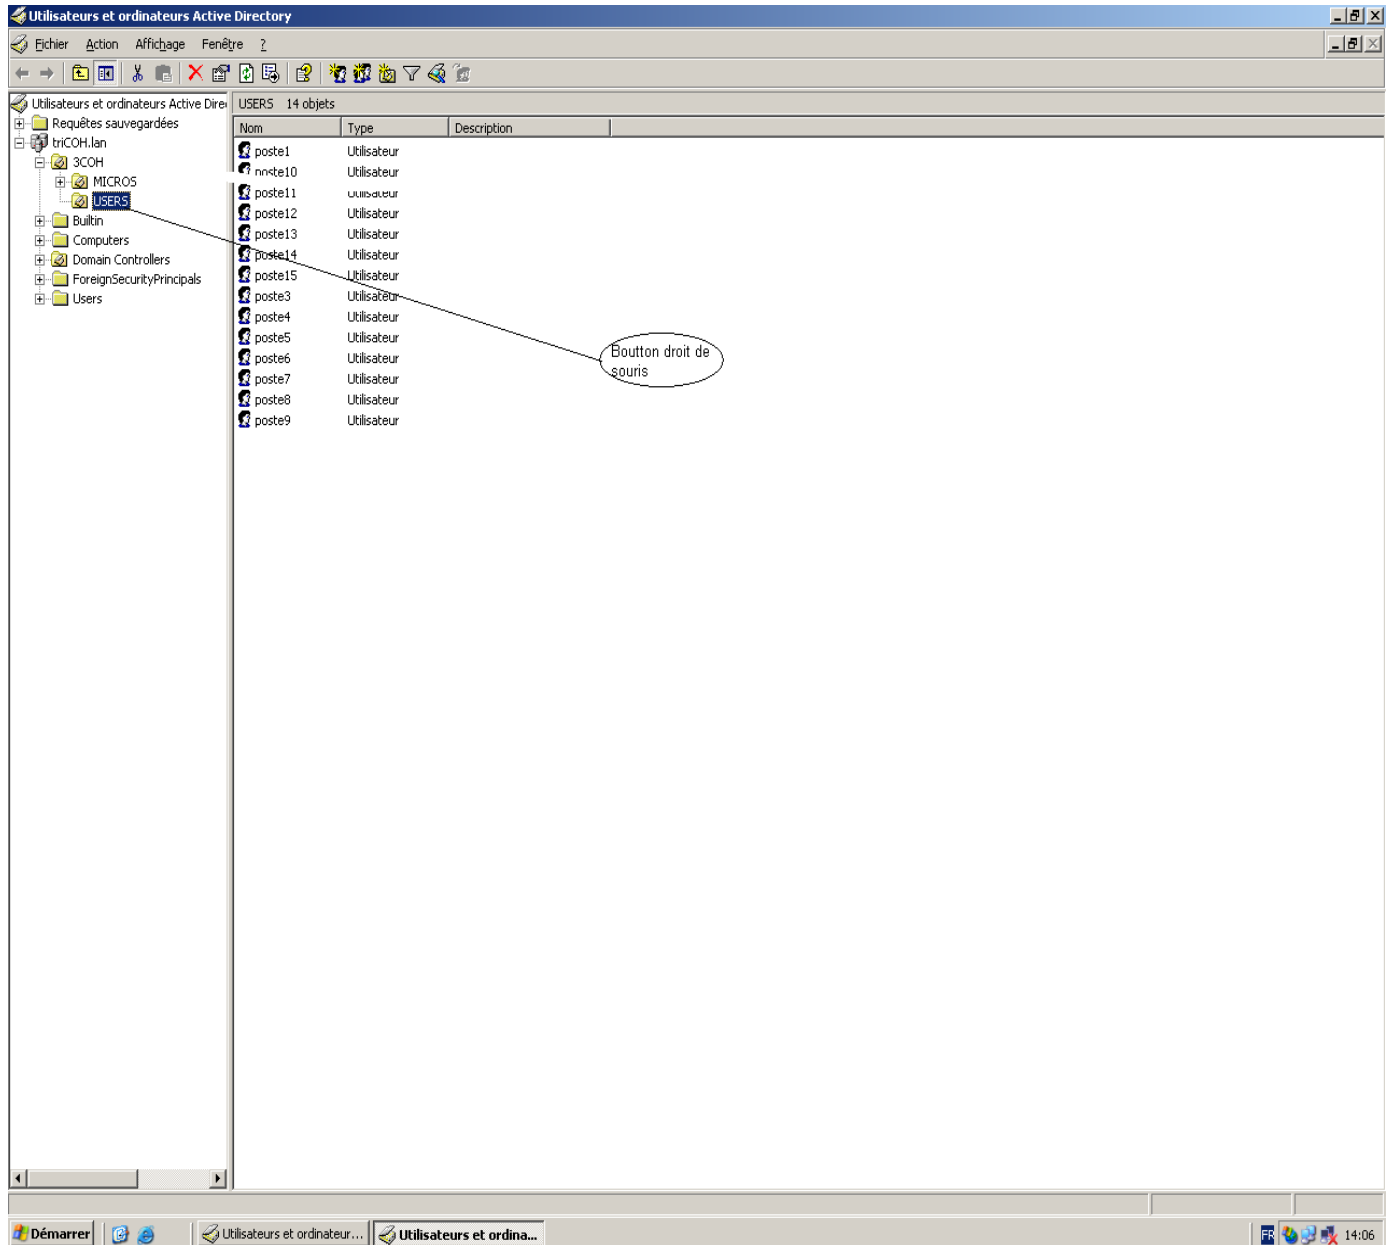 Utilisateurs et ordinateurs Active Directory
Fichier Action Affichage Fenêtre ?
Utilisateurs et ordinateurs Active Dire
USERS 14 objets
Requêtes sauvegardées
triCOH.lan
3COH
MICROS
USERS
Builtin
Computers
Domain Controllers
ForeignSecurityPrincipals
Users
Nom Type Description
poste1 Utilisateur
poste10 Utilisateur
poste11 Utilisateur
poste12 Utilisateur
poste13 Utilisateur
poste14 Utilisateur
poste15 Utilisateur
poste3 Utilisateur
poste4 Utilisateur
poste5 Utilisateur
poste6 Utilisateur
poste7 Utilisateur
poste8 Utilisateur
poste9 Utilisateur
Boutton droit de
souris
Démarrer Utilisateurs et ordinateur... Utilisateurs et ordina... FR 14:06